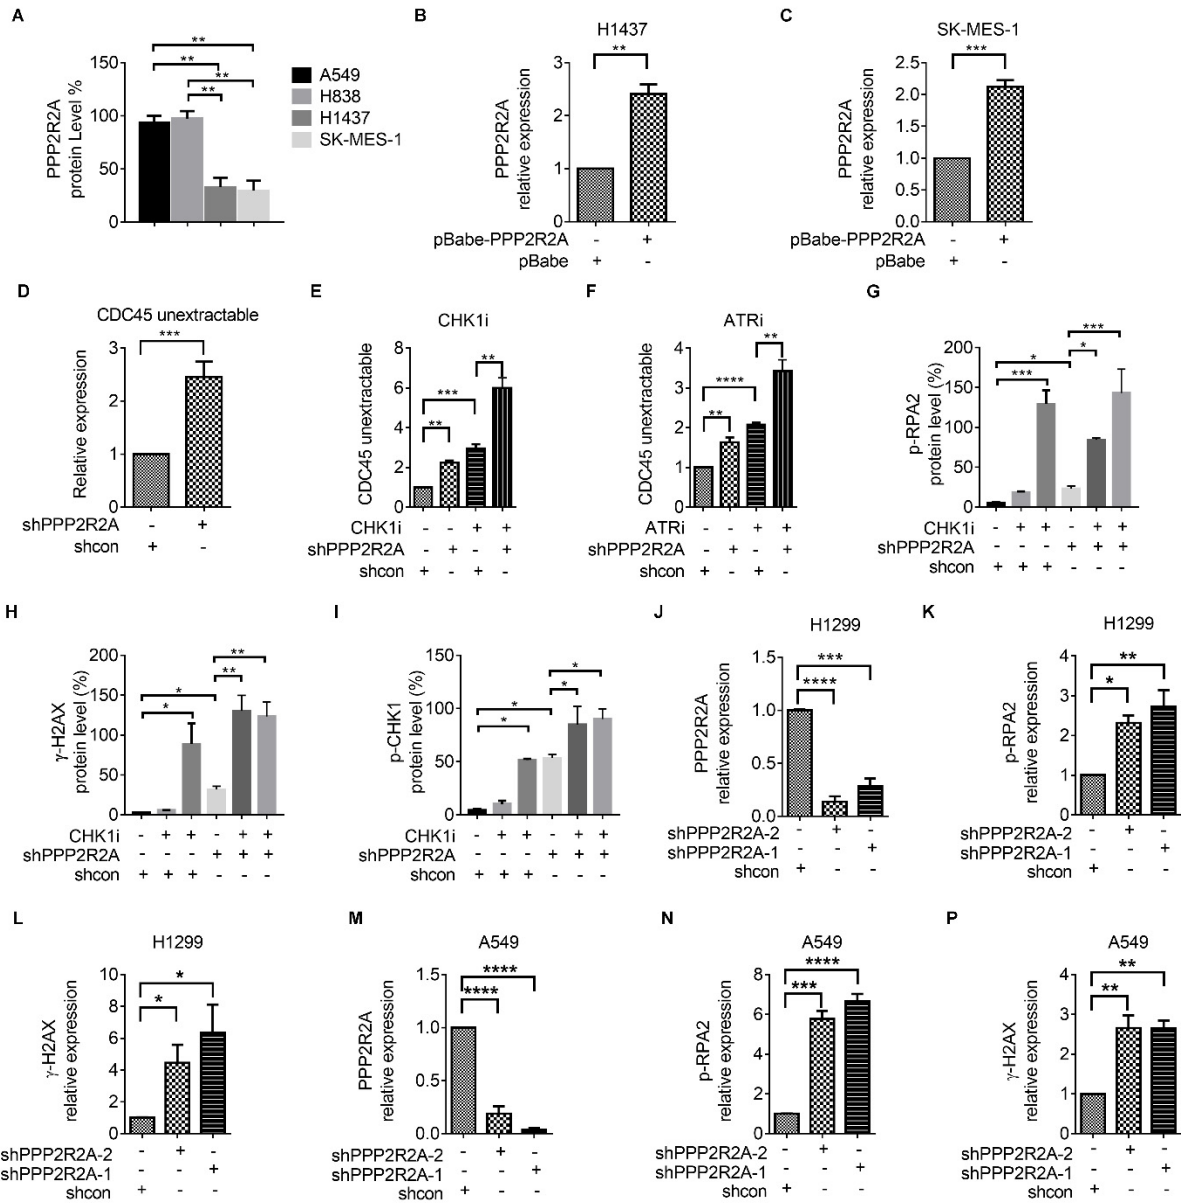 A
PPP2R2A
protein Level %
150
100
50
0
** ** ** **
A549
H838
H1437
SK-MES-1
B
H1437
PPP2R2A
relative expression
3
2
1
0
**
pBabe-PPP2R2A - +
pBabe + -
C
SK-MES-1
PPP2R2A
relative expression
2.5
2.0
1.5
1.0
0.5
0.0
***
pBabe-PPP2R2A - +
pBabe + -
D
CDC45 unextractable
Relative expression
3
2
1
0
***
shPPP2R2A - +
shcon + -
E
CHK1i
CDC45 unextractable
8
6
4
2
0
** *** **
CHK1i - - + +
shPPP2R2A - + - +
shcon + - + -
F
ATRi
CDC45 unextractable
4
3
2
1
0
** **** **
ATRi - - + +
shPPP2R2A - + - +
shcon + - + -
G
p-RPA2
protein level (%)
200
150
100
50
0
* *** * ***
CHK1i - + + - + +
shPPP2R2A - - - + + +
shcon + + + - - -
H
γ-H2AX
protein level (%)
200
150
100
50
0
* * ** **
CHK1i - + + - + +
shPPP2R2A - - - + + +
shcon + + + - - -
I
p-CHK1
protein level (%)
150
100
50
0
* * * *
CHK1i - + + - + +
shPPP2R2A - - - + + +
shcon + + + - - -
J
H1299
PPP2R2A
relative expression
1.5
1.0
0.5
0.0
*** ****
shPPP2R2A-2 - + -
shPPP2R2A-1 - - +
shcon + - -
K
H1299
p-RPA2
relative expression
4
3
2
1
0
** *
shPPP2R2A-2 - + -
shPPP2R2A-1 - - +
shcon + - -
L
H1299
γ-H2AX
relative expression
10
8
6
4
2
0
* *
shPPP2R2A-2 - + -
shPPP2R2A-1 - - +
shcon + - -
M
A549
PPP2R2A
relative expression
1.5
1.0
0.5
0.0
**** ****
shPPP2R2A-2 - + -
shPPP2R2A-1 - - +
shcon + - -
N
A549
p-RPA2
relative expression
8
6
4
2
0
**** ***
shPPP2R2A-2 - + -
shPPP2R2A-1 - - +
shcon + - -
P
A549
γ-H2AX
relative expression
4
3
2
1
0
** **
shPPP2R2A-2 - + -
shPPP2R2A-1 - - +
shcon + - -